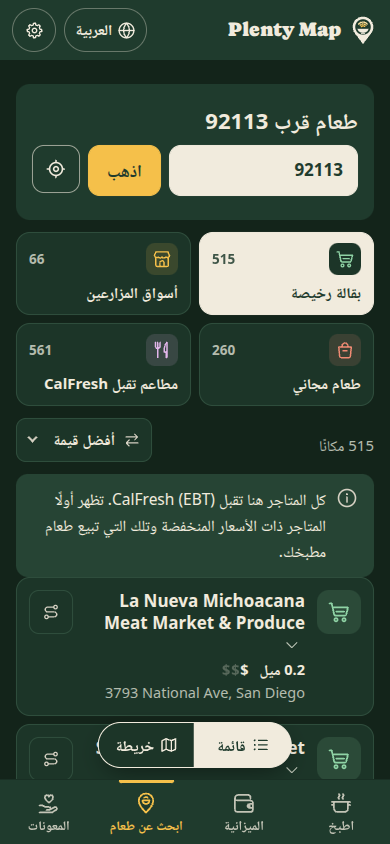 Plenty Map
العربية
طعام قرب 92113
92113
اذهب
515
بقالة رخيصة
66
أسواق المزارعين
260
طعام مجاني
561
مطاعم تقبل CalFresh
515 مكانًا
أفضل قيمة
كل المتاجر هنا تقبل CalFresh (EBT). تظهر أولًا
المتاجر ذات الأسعار المنخفضة وتلك التي تبيع طعام
مطبخك.
La Nueva Michoacana
Meat Market & Produce
0.2 ميل $$$
3793 National Ave, San Diego
قائمة
خريطة
اطبخ
الميزانية
ابحث عن طعام
المعونات